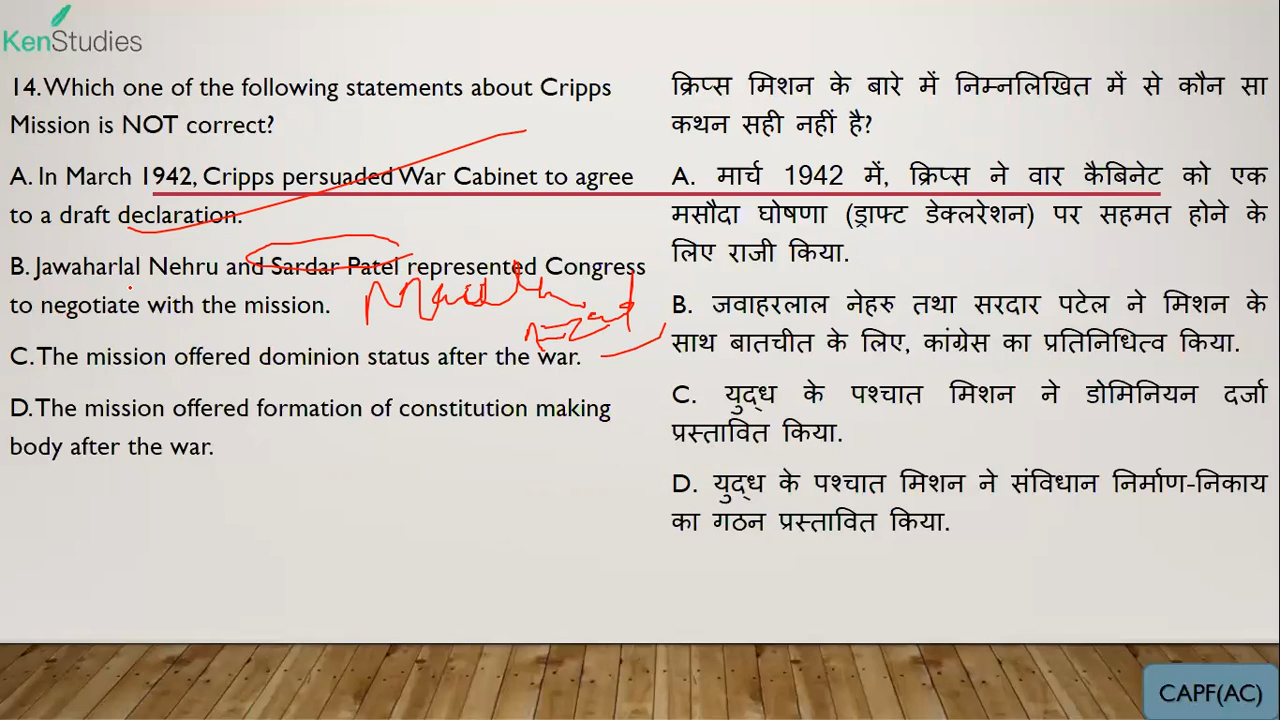 KenStudies
14.Which one of the following statements about Cripps
Mission is NOT correct?
A. In March 1942, Cripps persuaded War Cabinet to agree
to a draft declaration.
B. Jawaharlal Nehru and Sardar Patel represented Congress
to negotiate with the mission.
Maulana
Azad
C. The mission offered dominion status after the war.
D. The mission offered formation of constitution making
body after the war.
क्रिप्स मिशन के बारे में निम्नलिखित में से कौन सा
कथन सही नहीं है?
A. मार्च 1942 में, क्रिप्स ने वार कैबिनेट को एक
मसौदा घोषणा (ड्राफ्ट डेक्लरेशन) पर सहमत होने के
लिए राजी किया.
B. जवाहरलाल नेहरु तथा सरदार पटेल ने मिशन के
साथ बातचीत के लिए, कांग्रेस का प्रतिनिधित्व किया.
C. युद्ध के पश्चात मिशन ने डोमिनियन दर्जा
प्रस्तावित किया.
D. युद्ध के पश्चात मिशन ने संविधान निर्माण-निकाय
का गठन प्रस्तावित किया.
CAPF(AC)